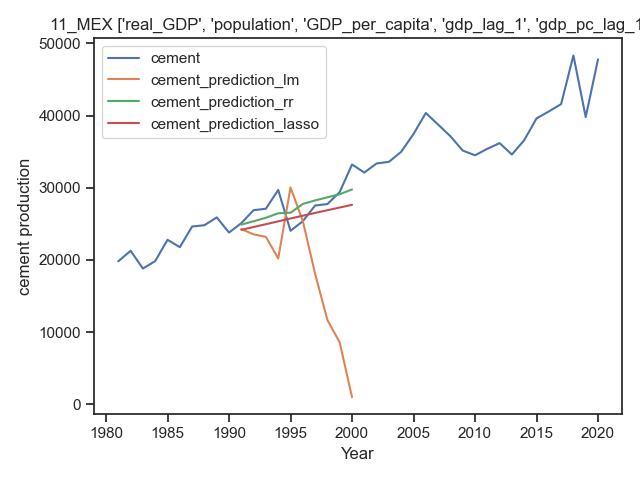 11_MEX ['real_GDP', 'population', 'GDP_per_capita', 'gdp_lag_1', 'gdp_pc_lag_1
50000
40000
30000
20000
10000
0
cement production
cement
cement_prediction_lm
cement_prediction_rr
cement_prediction_lasso
1980 1985 1990 1995 2000 2005 2010 2015 2020
Year